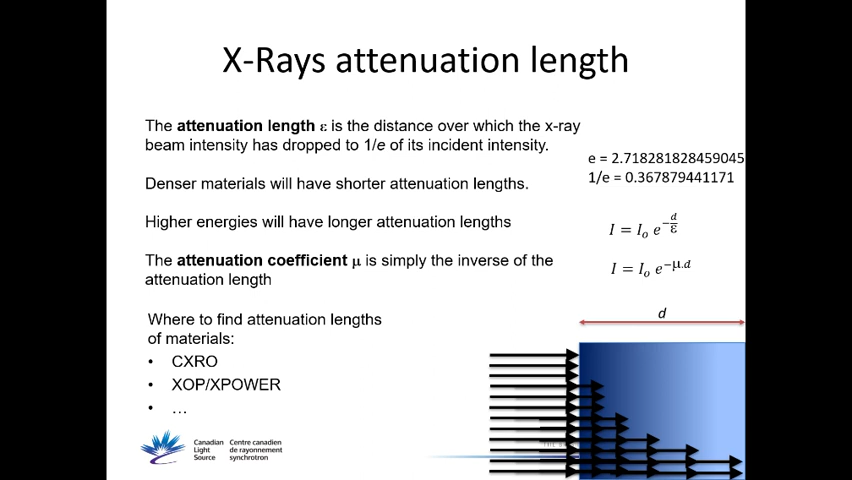 X-Rays attenuation length
The attenuation length ε is the distance over which the x-ray
beam intensity has dropped to 1/e of its incident intensity.
e = 2.718281828459045
1/e = 0.367879441171
Denser materials will have shorter attenuation lengths.
Higher energies will have longer attenuation lengths
I = Iₒ e^(-d/ε)
The attenuation coefficient μ is simply the inverse of the
attenuation length
I = Iₒ e^(-μ.d)
d
Where to find attenuation lengths
of materials:
• CXRO
• XOP/XPOWER
• …
Canadian Centre canadien
Light de rayonnement
Source synchrotron